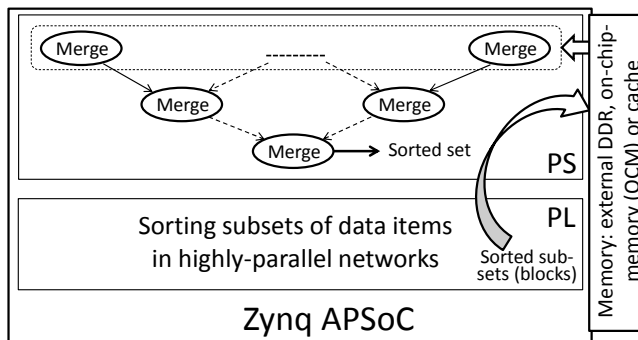 Merge
Merge
Merge
Merge
Merge
Sorted set
PS
PL
Sorting subsets of data items
in highly-parallel networks
Sorted sub-
sets (blocks)
Zynq APSoC
Memory: external DDR, on-chip-
memory (OCM) or cache